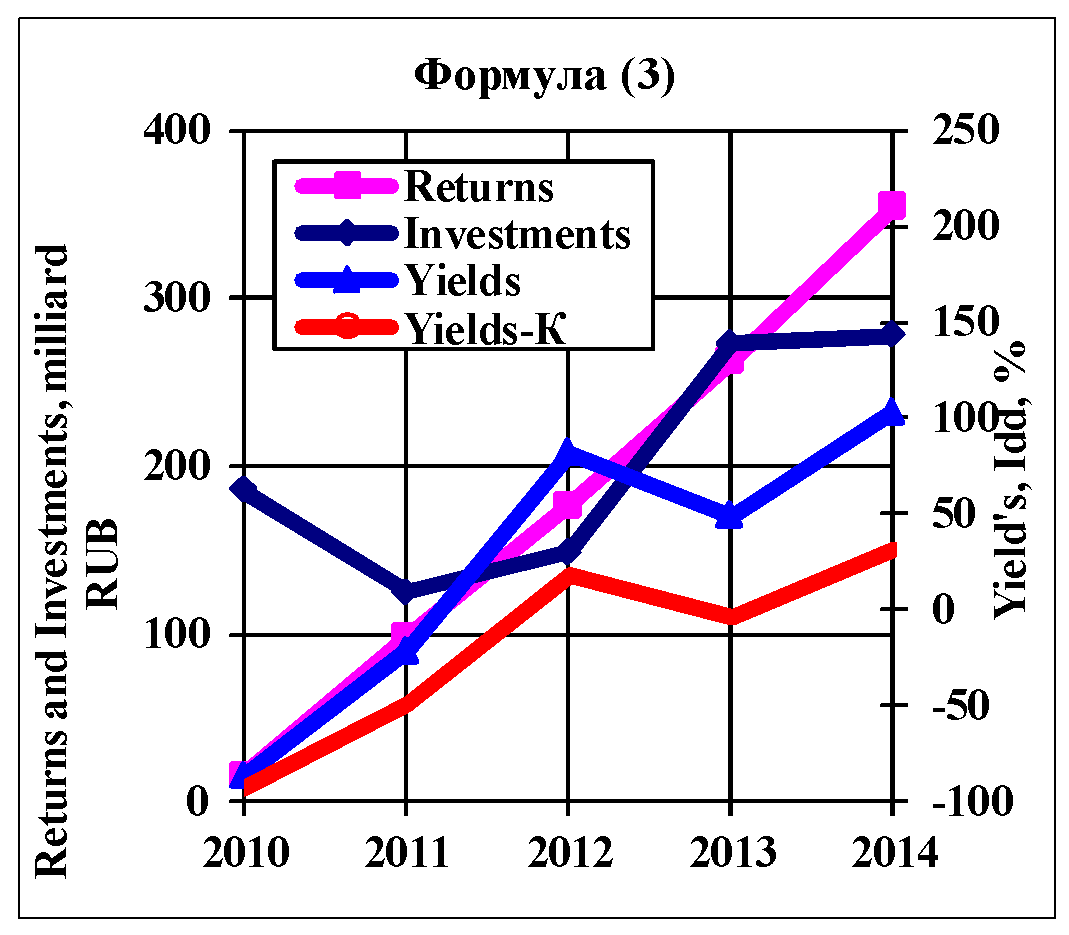 Формула (3)
400
300
200
100
0
Returns
Investments
Yields
Yields-К
250
200
150
100
50
0
-50
-100
2010 2011 2012 2013 2014
Returns and Investments, milliard
RUB
Yield's, Idd, %